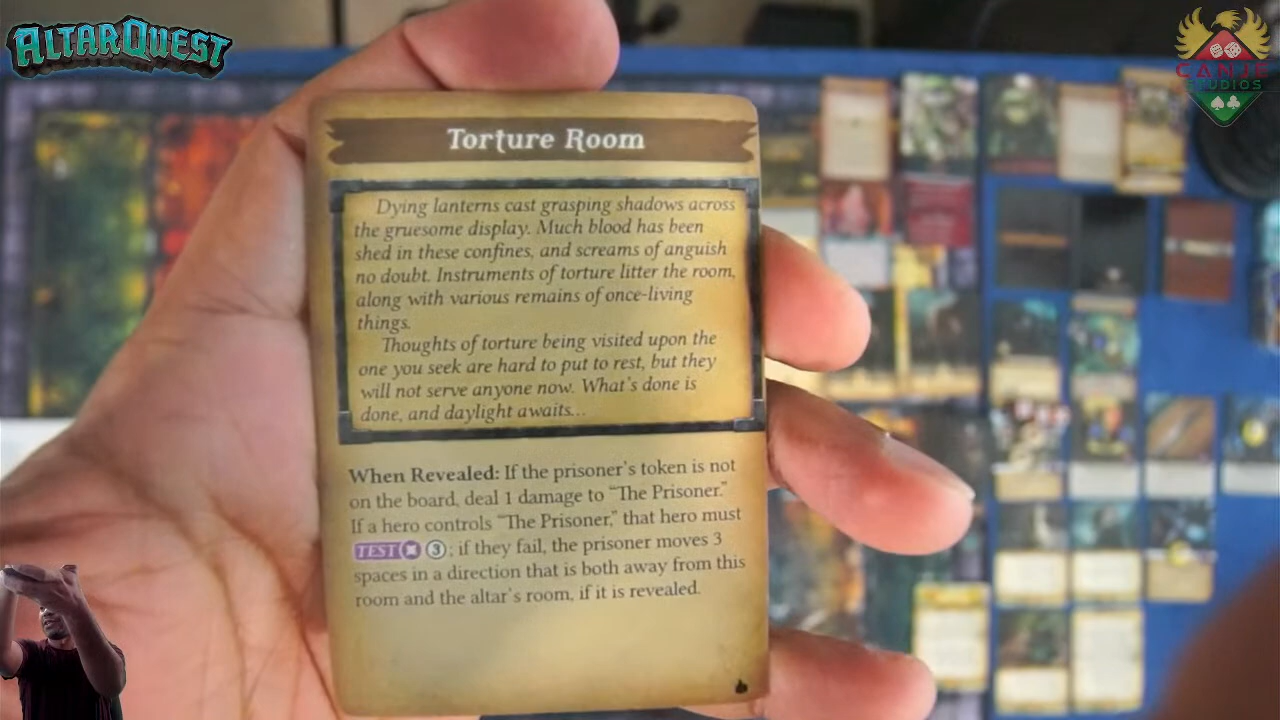 ALTARQUEST
CANJE
STUDIOS
Torture Room
Dying lanterns cast grasping shadows across
the gruesome display. Much blood has been
shed in these confines, and screams of anguish
no doubt. Instruments of torture litter the room,
along with various remains of once-living
things.
Thoughts of torture being visited upon the
one you seek are hard to put to rest, but they
will not serve anyone now. What's done is
done, and daylight awaits...
When Revealed: If the prisoner's token is not
on the board, deal 1 damage to "The Prisoner."
If a hero controls "The Prisoner," that hero must
TEST 3; if they fail, the prisoner moves 3
spaces in a direction that is both away from this
room and the altar's room, if it is revealed.